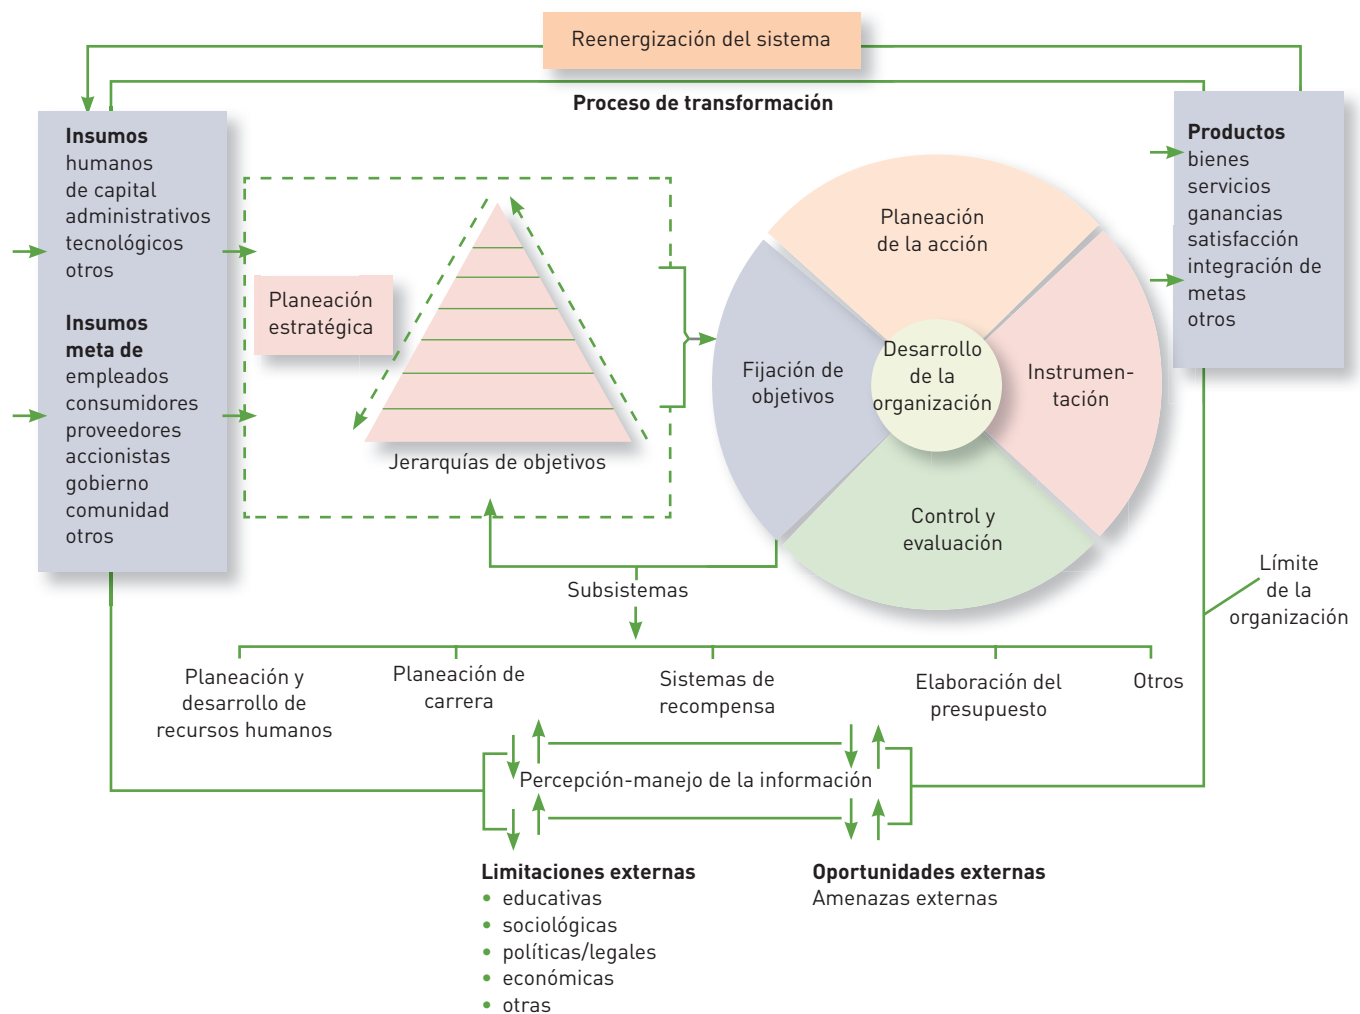 Reenergización del sistema
Proceso de transformación
Insumos
humanos
de capital
administrativos
tecnológicos
otros
Insumos
meta de
empleados
consumidores
proveedores
accionistas
gobierno
comunidad
otros
Planeación
estratégica
Jerarquías de objetivos
Planeación
de la acción
Fijación de
objetivos
Desarrollo
de la
organización
Instrumen-
tación
Control y
evaluación
Productos
bienes
servicios
ganancias
satisfacción
integración de
metas
otros
Límite
de la
organización
Subsistemas
Planeación y
desarrollo de
recursos humanos
Planeación de
carrera
Sistemas de
recompensa
Elaboración del
presupuesto
Otros
Percepción-manejo de la información
Limitaciones externas
• educativas
• sociológicas
• políticas/legales
• económicas
• otras
Oportunidades externas
Amenazas externas